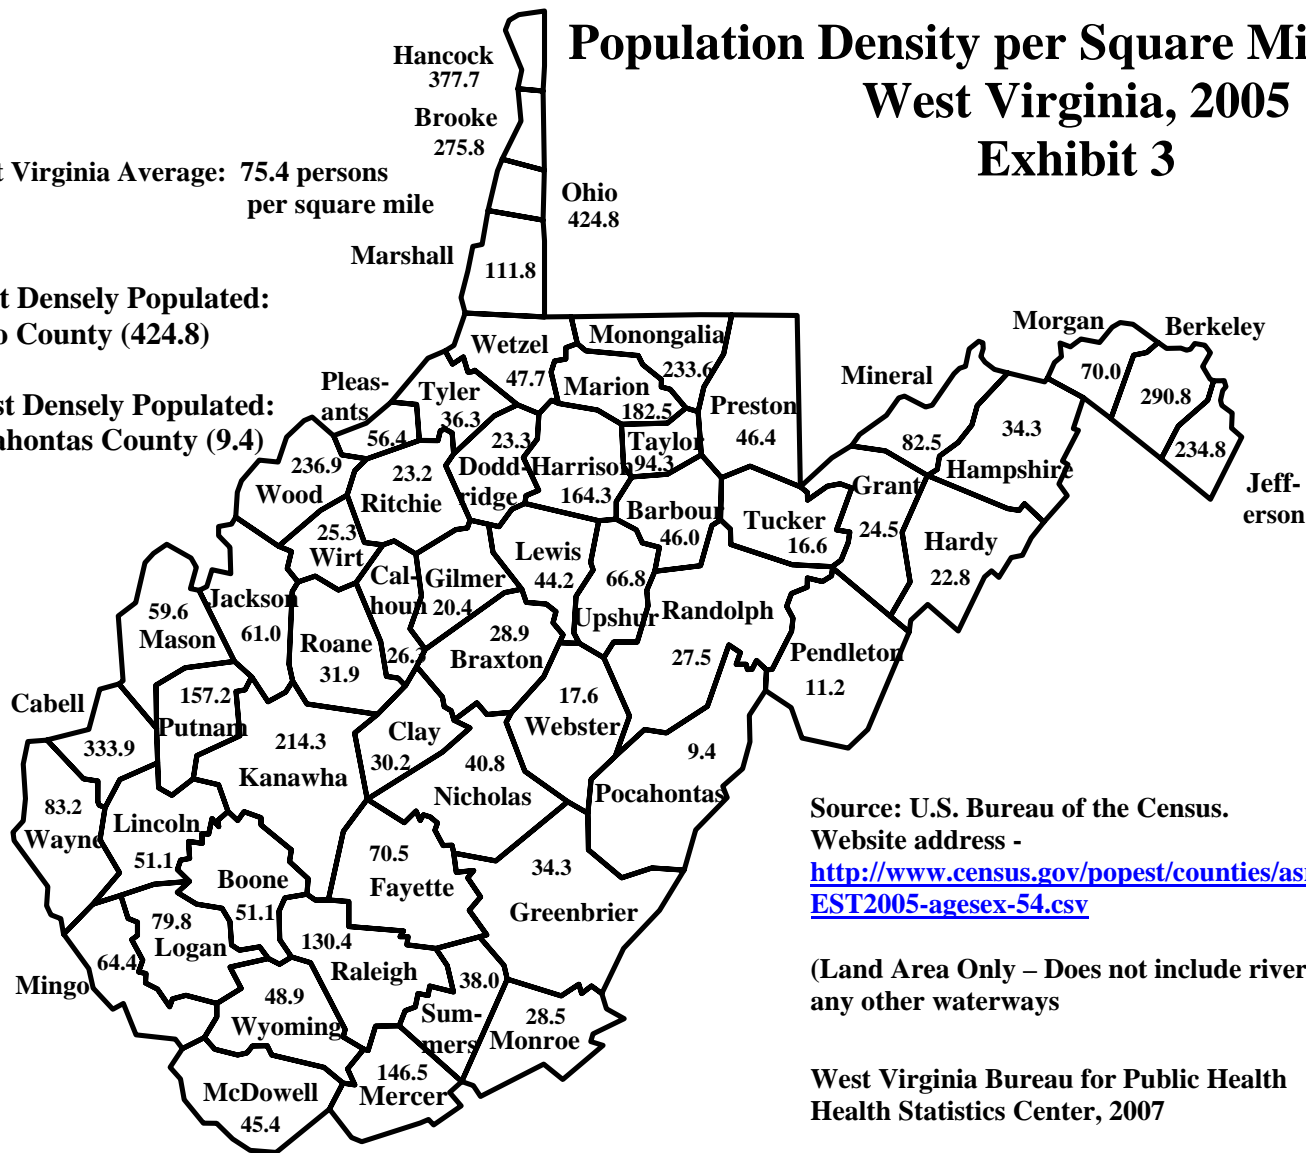 Population Density per Square Mi
West Virginia, 2005
Exhibit 3
Hancock
377.7
Brooke
275.8
t Virginia Average: 75.4 persons
per square mile
Ohio
424.8
Marshall
111.8
t Densely Populated:
o County (424.8)
st Densely Populated:
ahontas County (9.4)
Morgan
70.0
Berkeley
290.8
234.8
Jeff-
erson
Wetzel
47.7
Monongalia
233.6
Marion
182.5
Preston
46.4
Mineral
82.5
34.3
Hampshire
Pleas-
ants
56.4
Tyler
36.3
236.9
Wood
23.2
Ritchie
23.3
Dodd-
ridge
Harrison
164.3
Taylor
94.3
Barbour
46.0
Tucker
16.6
Grant
24.5
Hardy
22.8
25.3
Wirt
Cal-
houn
26.3
Gilmer
20.4
Lewis
44.2
66.8
Upshur
Randolph
27.5
Pendleton
11.2
59.6
Mason
Jackson
61.0
Roane
31.9
28.9
Braxton
17.6
Webster
9.4
Pocahontas
Cabell
333.9
157.2
Putnam
214.3
Kanawha
Clay
30.2
40.8
Nicholas
83.2
Wayne
Lincoln
51.1
Boone
51.1
70.5
Fayette
34.3
Greenbrier
79.8
Logan
64.4
Mingo
130.4
Raleigh
38.0
Sum-
mers
28.5
Monroe
48.9
Wyoming
McDowell
45.4
146.5
Mercer
Source: U.S. Bureau of the Census.
Website address -
http://www.census.gov/popest/counties/as
EST2005-agesex-54.csv
(Land Area Only – Does not include river
any other waterways
West Virginia Bureau for Public Health
Health Statistics Center, 2007